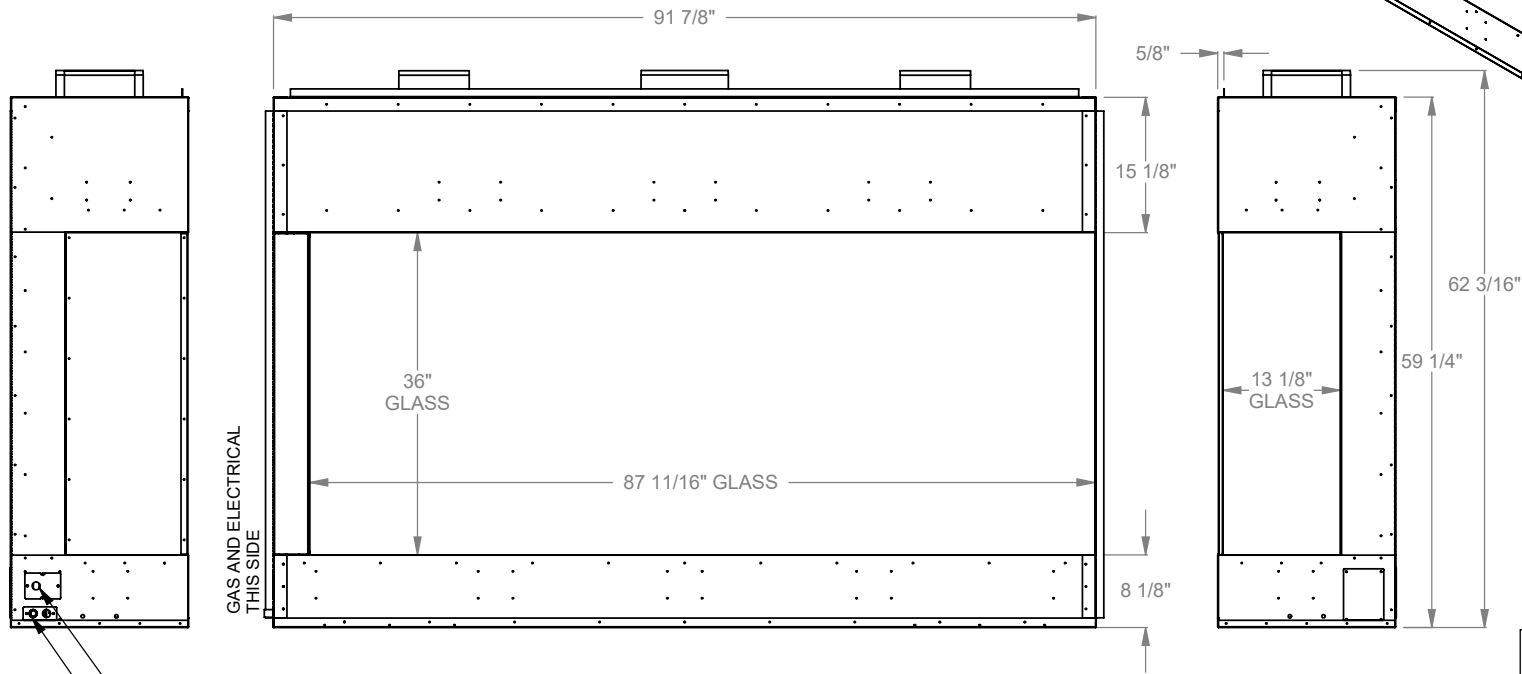 91 7/8"
5/8"
15 1/8"
62 3/16"
59 1/4"
36"
GLASS
13 1/8"
GLASS
87 11/16" GLASS
GAS AND ELECTRICAL
THIS SIDE
8 1/8"